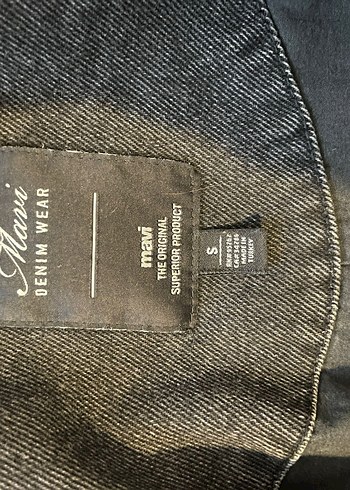 Mavi
DENIM WEAR
mavi
THE ORIGINAL
SUPERIOR PRODUCT
S
MADE IN
TURKEY